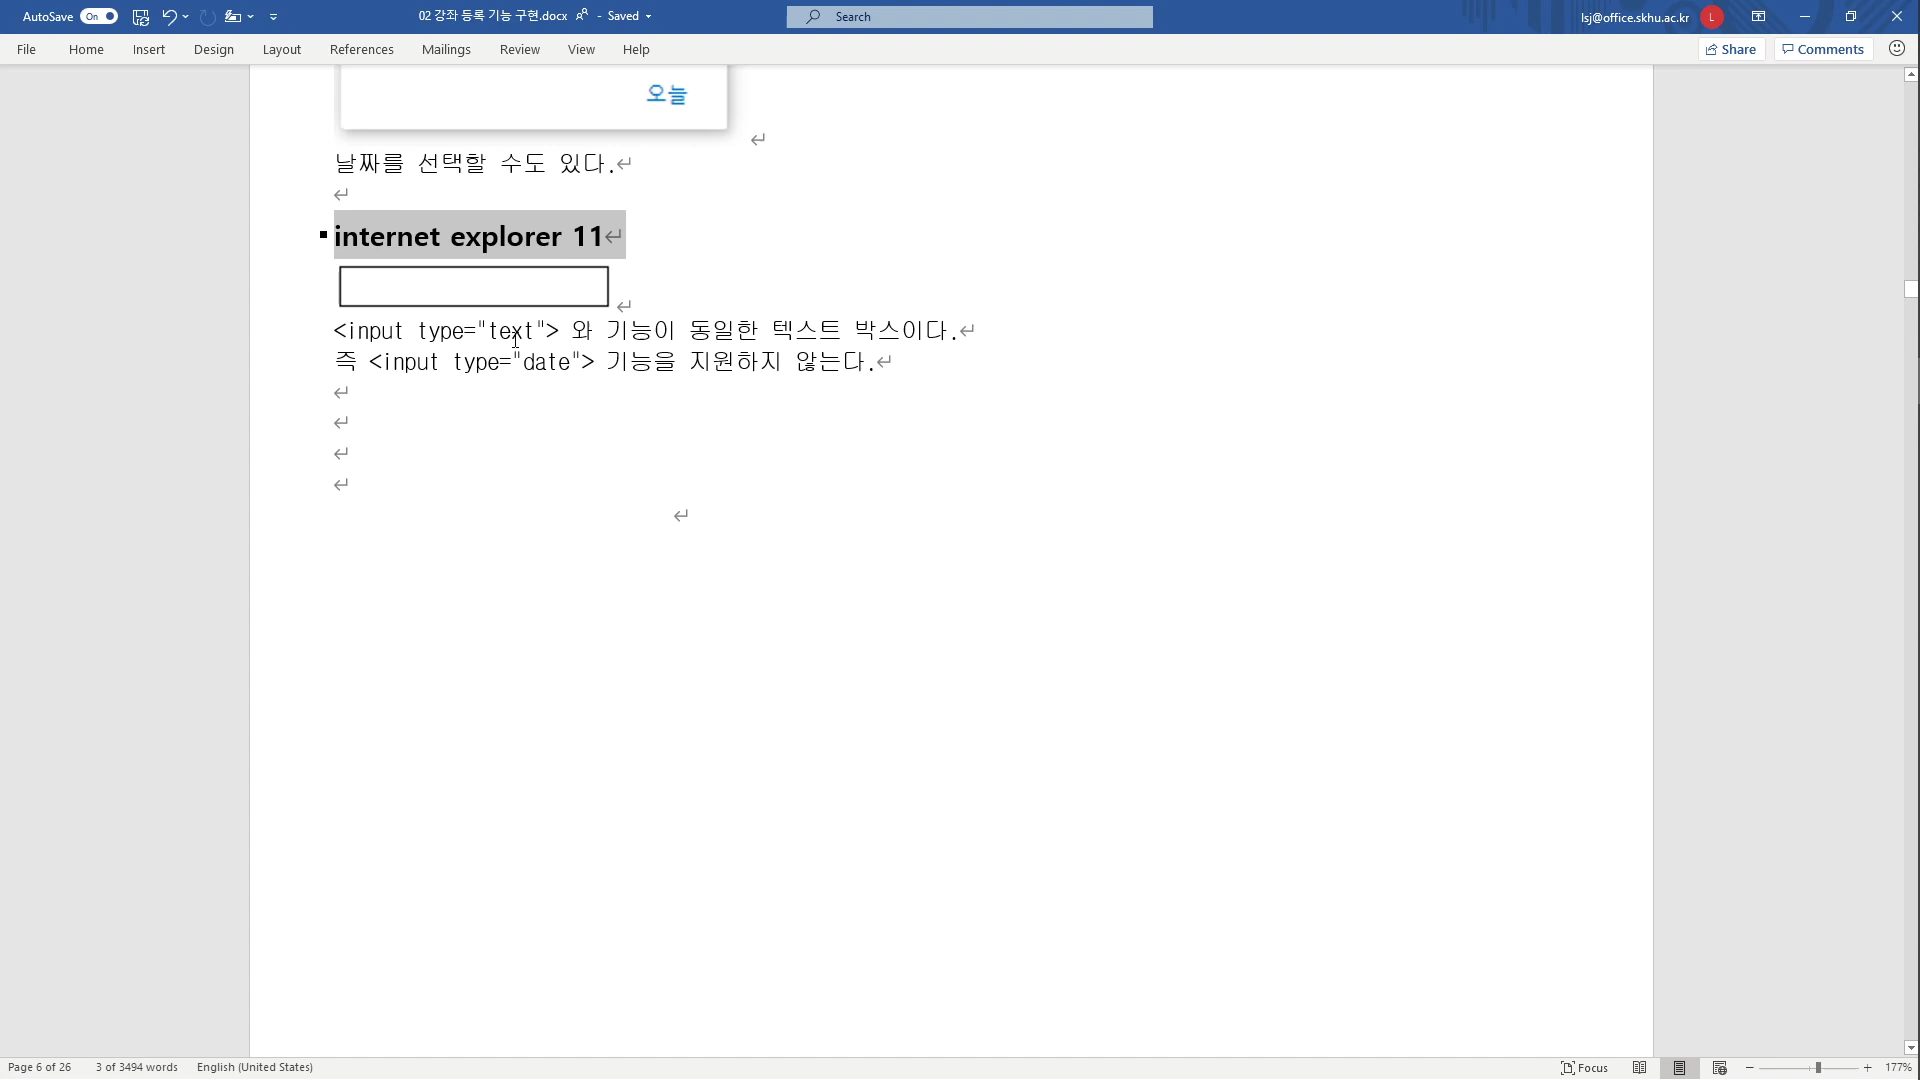 AutoSave On 02 강좌 등록 기능 구현.docx - Saved Search lsj@office.skhu.ac.kr L
File Home Insert Design Layout References Mailings Review View Help Share Comments
오늘
날짜를 선택할 수도 있다.
internet explorer 11
<input type="text"> 와 기능이 동일한 텍스트 박스이다.
즉 <input type="date"> 기능을 지원하지 않는다.
Page 6 of 26 3 of 3494 words English (United States) Focus 177%